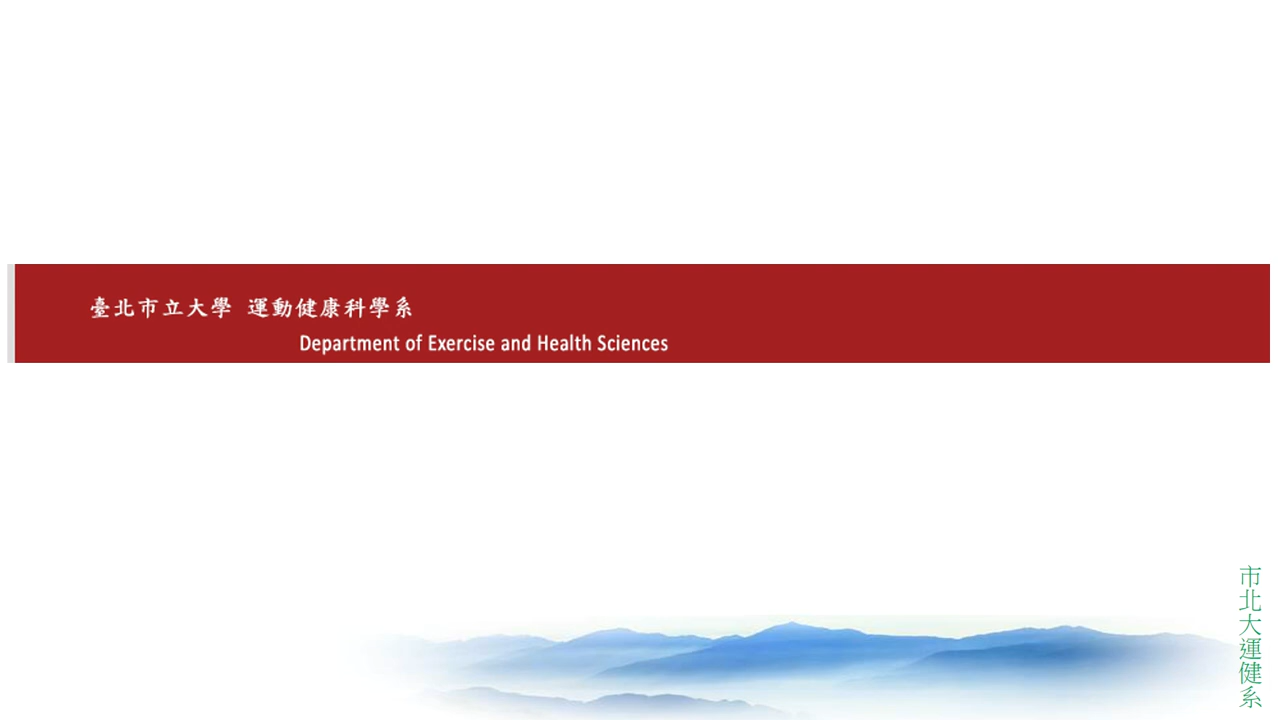 臺北市立大學 運動健康科學系
Department of Exercise and Health Sciences
市北大運健系